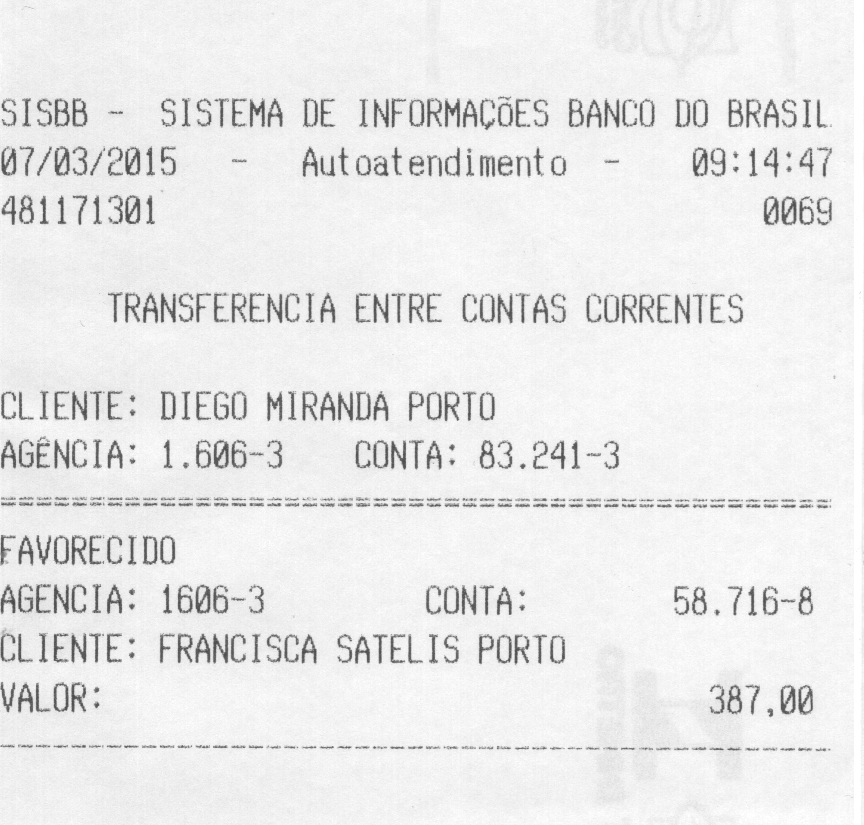 SISBB - SISTEMA DE INFORMAÇÕES BANCO DO BRASIL
07/03/2015 - Autoatendimento - 09:14:47
481171301 0069
TRANSFERENCIA ENTRE CONTAS CORRENTES
CLIENTE: DIEGO MIRANDA PORTO
AGÊNCIA: 1.606-3 CONTA: 83.241-3
FAVORECIDO
AGENCIA: 1606-3 CONTA: 58.716-8
CLIENTE: FRANCISCA SATELIS PORTO
VALOR: 387,00